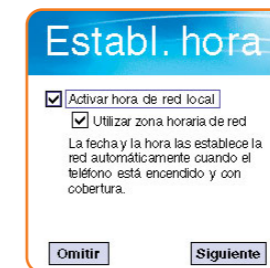 Establ. hora
Activar hora de red local
Utilizar zona horaria de red
La fecha y la hora las establece la
red automáticamente cuando el
teléfono está encendido y con
cobertura.
Omitir
Siguiente